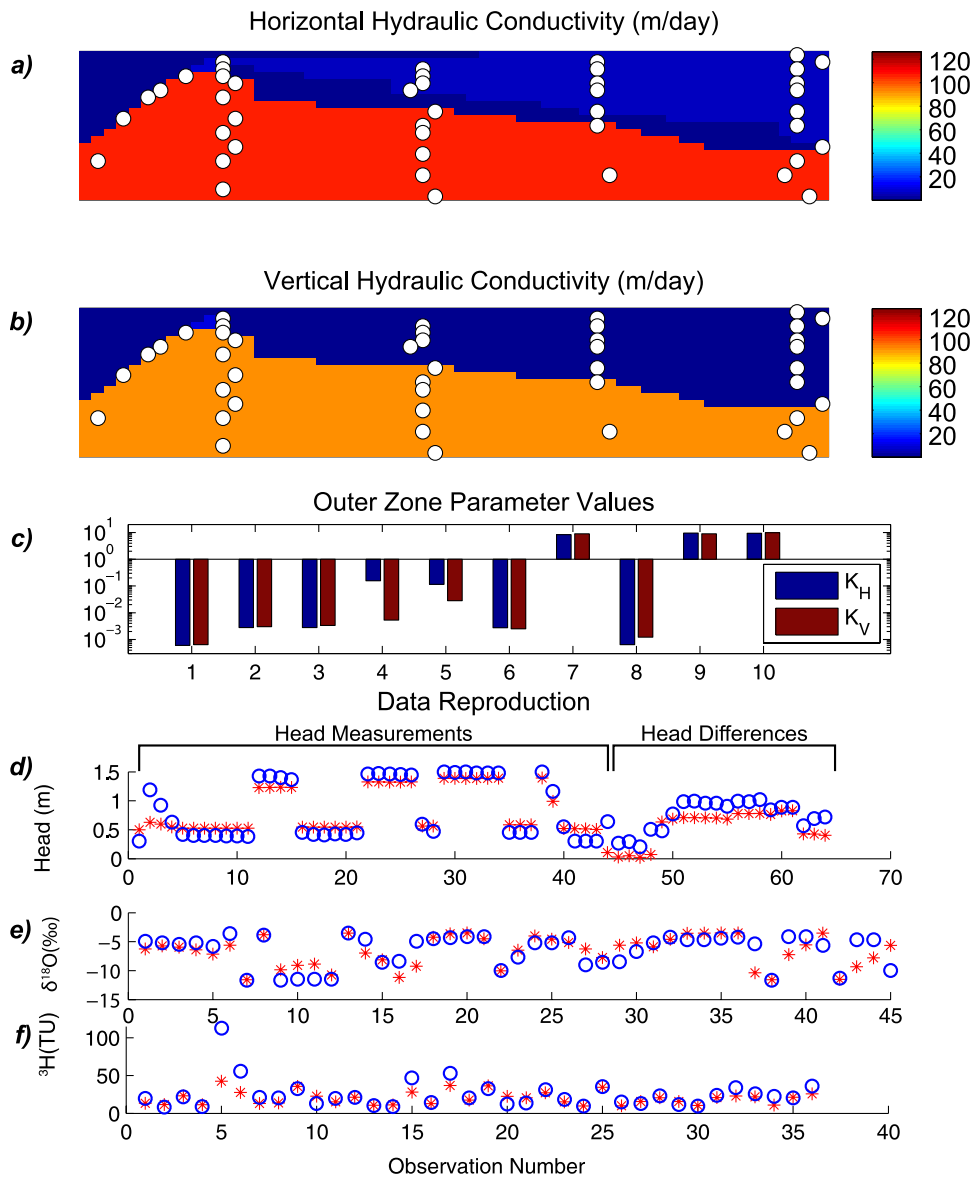 Horizontal Hydraulic Conductivity (m/day)
a)
120
100
80
60
40
20
Vertical Hydraulic Conductivity (m/day)
b)
120
100
80
60
40
20
Outer Zone Parameter Values
c)
10^1
10^0
10^-1
10^-2
10^-3
K_H
K_V
1 2 3 4 5 6 7 8 9 10
Data Reproduction
Head Measurements Head Differences
d)
Head (m)
1.5
1
0.5
0
0 10 20 30 40 50 60 70
e)
δ18O(‰)
0
−5
−10
−15
0 5 10 15 20 25 30 35 40 45
f)
3H(TU)
100
50
0
0 5 10 15 20 25 30 35 40
Observation Number